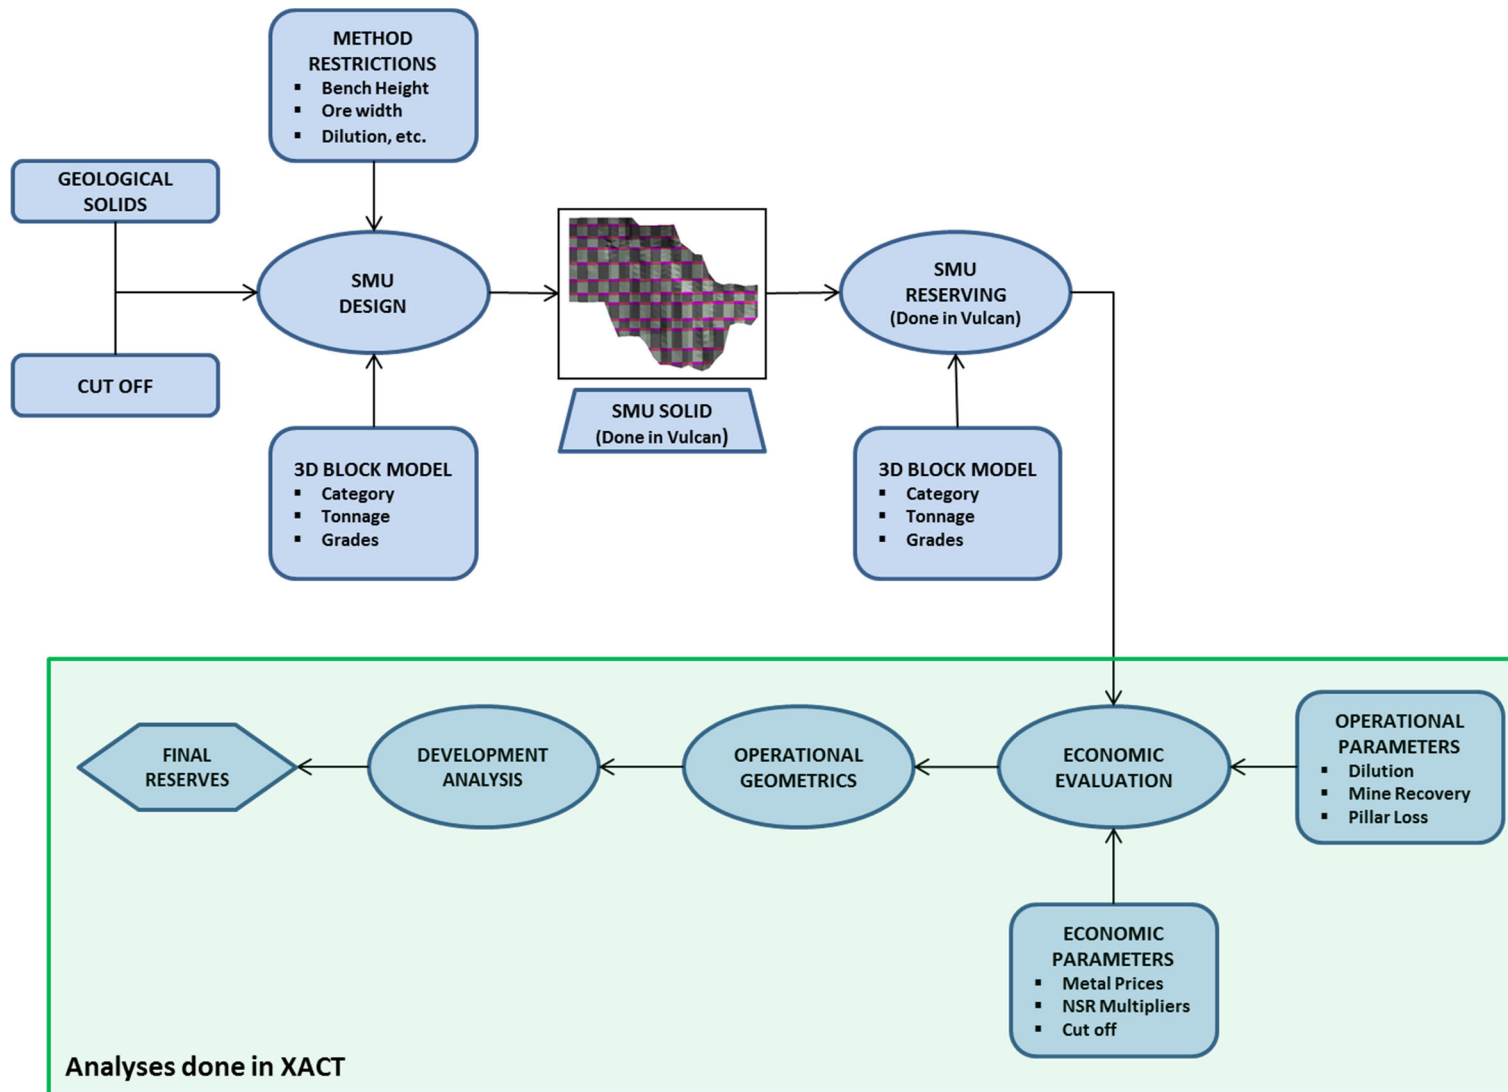 METHOD
RESTRICTIONS
▪ Bench Height
▪ Ore width
▪ Dilution, etc.
GEOLOGICAL
SOLIDS
CUT OFF
SMU
DESIGN
3D BLOCK MODEL
▪ Category
▪ Tonnage
▪ Grades
SMU SOLID
(Done in Vulcan)
SMU
RESERVING
(Done in Vulcan)
3D BLOCK MODEL
▪ Category
▪ Tonnage
▪ Grades
FINAL
RESERVES
DEVELOPMENT
ANALYSIS
OPERATIONAL
GEOMETRICS
ECONOMIC
EVALUATION
OPERATIONAL
PARAMETERS
▪ Dilution
▪ Mine Recovery
▪ Pillar Loss
ECONOMIC
PARAMETERS
▪ Metal Prices
▪ NSR Multipliers
▪ Cut off
Analyses done in XACT